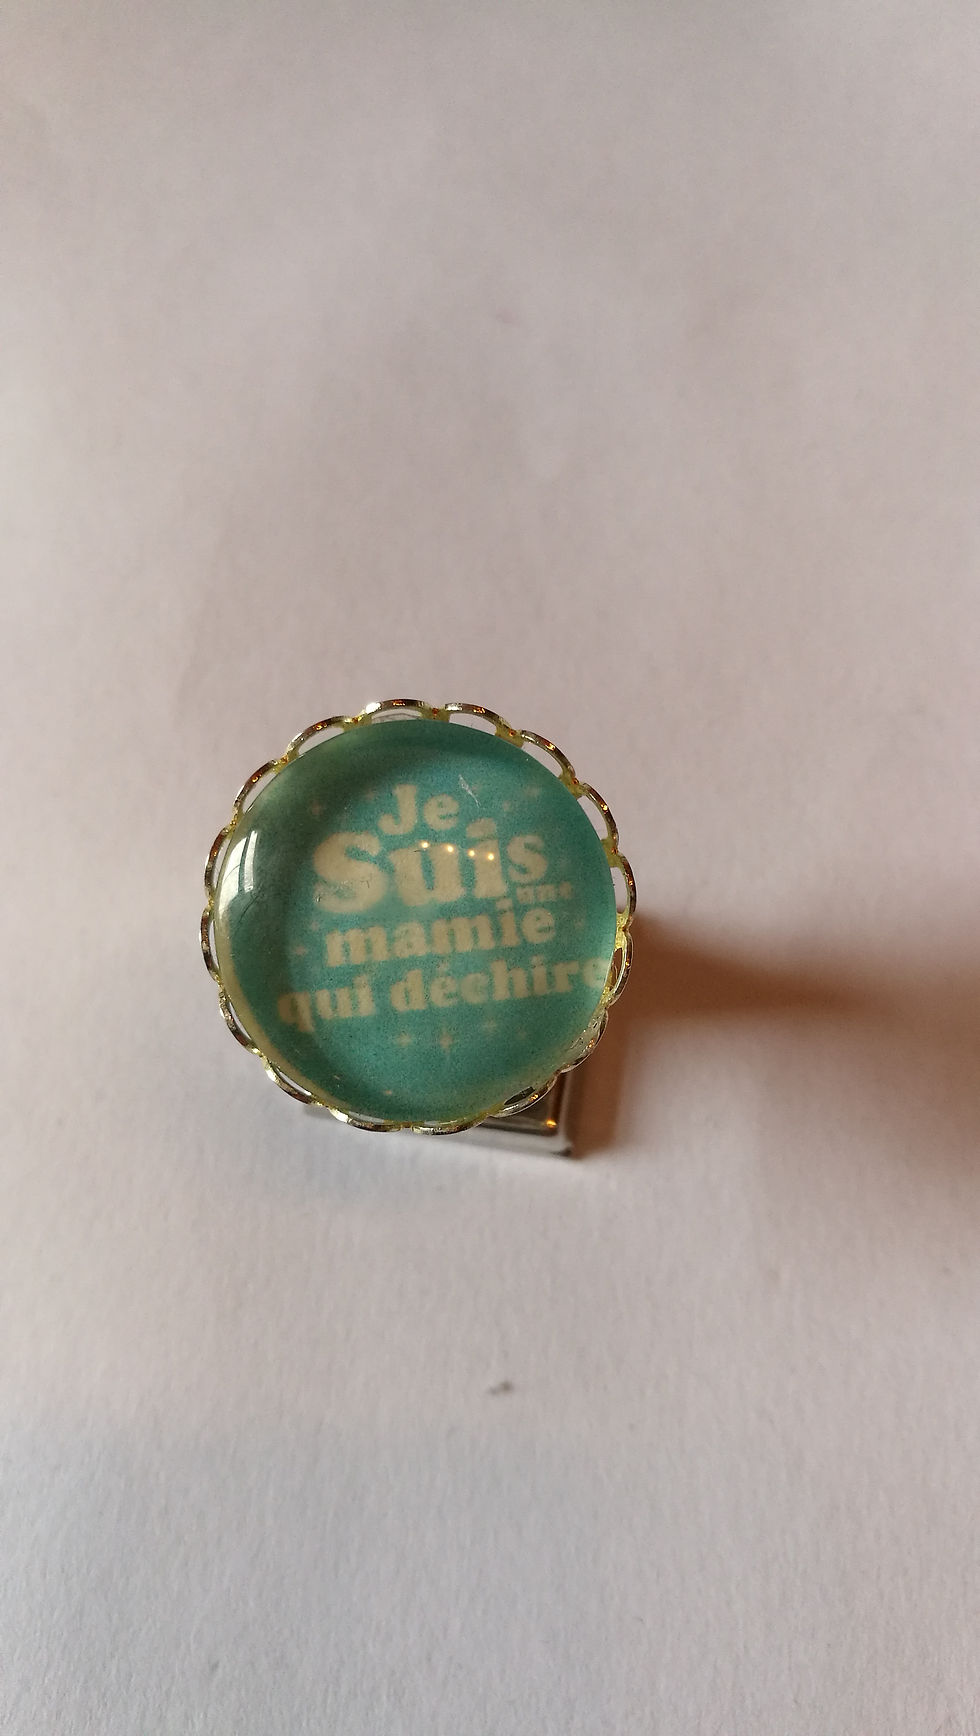 Je
Suis
une
mamie
qui déchire